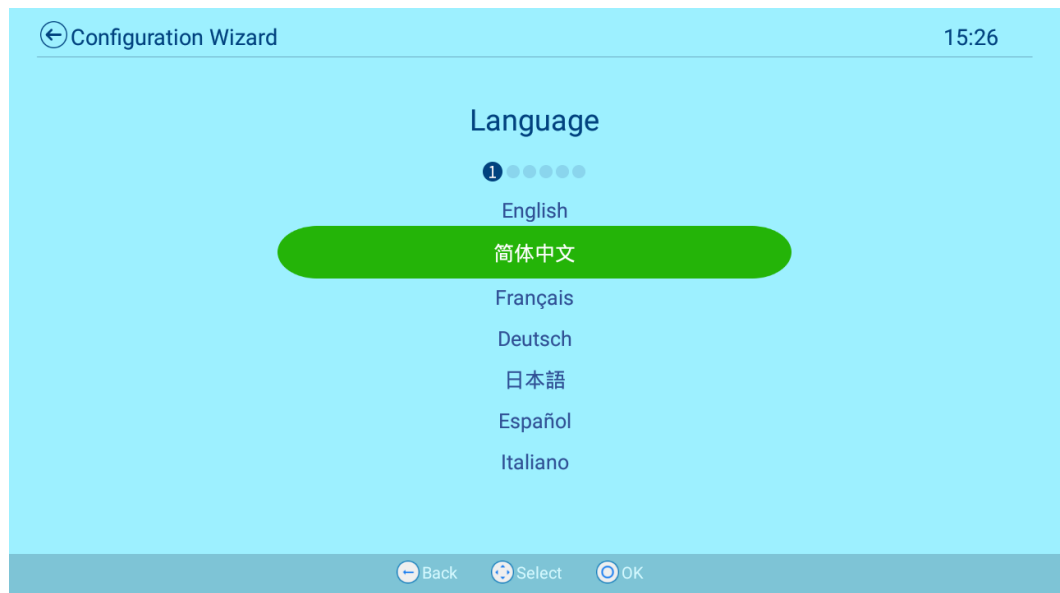 Configuration Wizard 15:26
Language
1
English
简体中文
Français
Deutsch
日本語
Español
Italiano
Back Select OK